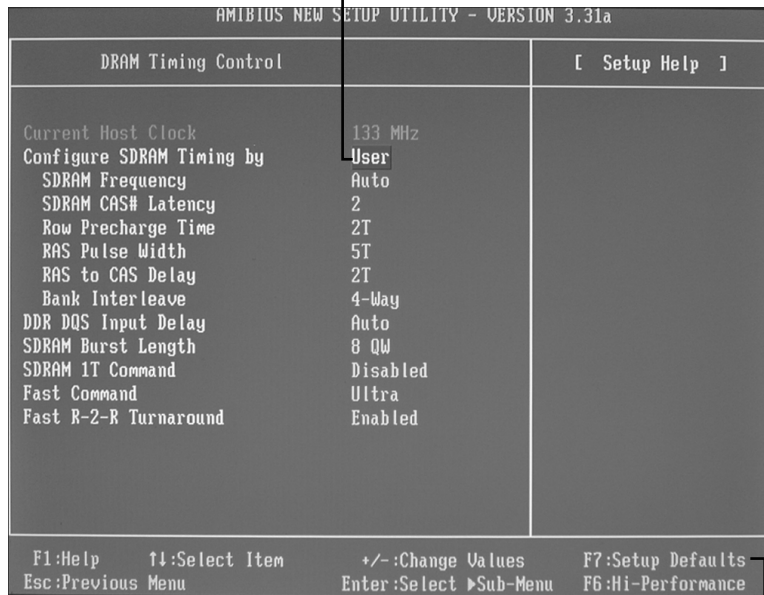 AMIBIOS NEW SETUP UTILITY - VERSION 3.31a
DRAM Timing Control
[ Setup Help ]
Current Host Clock 133 MHz
Configure SDRAM Timing by User
SDRAM Frequency Auto
SDRAM CAS# Latency 2
Row Precharge Time 2T
RAS Pulse Width 5T
RAS to CAS Delay 2T
Bank Interleave 4-Way
DDR DQS Input Delay Auto
SDRAM Burst Length 8 QW
SDRAM 1T Command Disabled
Fast Command Ultra
Fast R-2-R Turnaround Enabled
F1:Help ↑↓:Select Item +/-:Change Values F7:Setup Defaults
Esc:Previous Menu Enter:Select ▶Sub-Menu F6:Hi-Performance